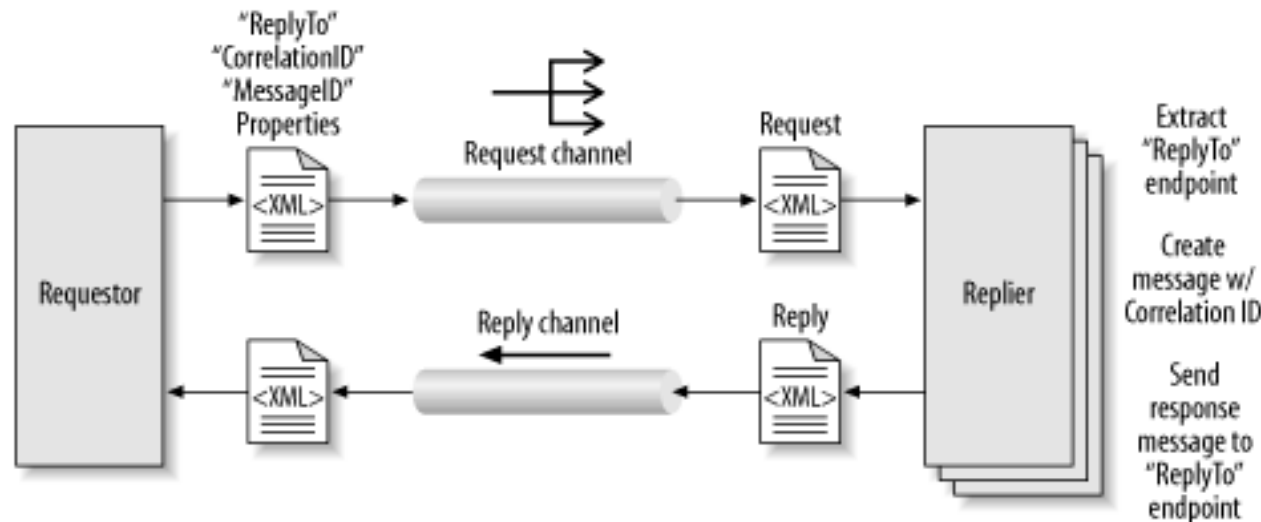 “ReplyTo”
“CorrelationID”
“MessageID”
Properties
Request channel
Request
Extract
“ReplyTo”
endpoint
<XML>
<XML>
Requestor
Replier
Create
message w/
Correlation ID
Reply channel
Reply
<XML>
<XML>
Send
response
message to
“ReplyTo”
endpoint